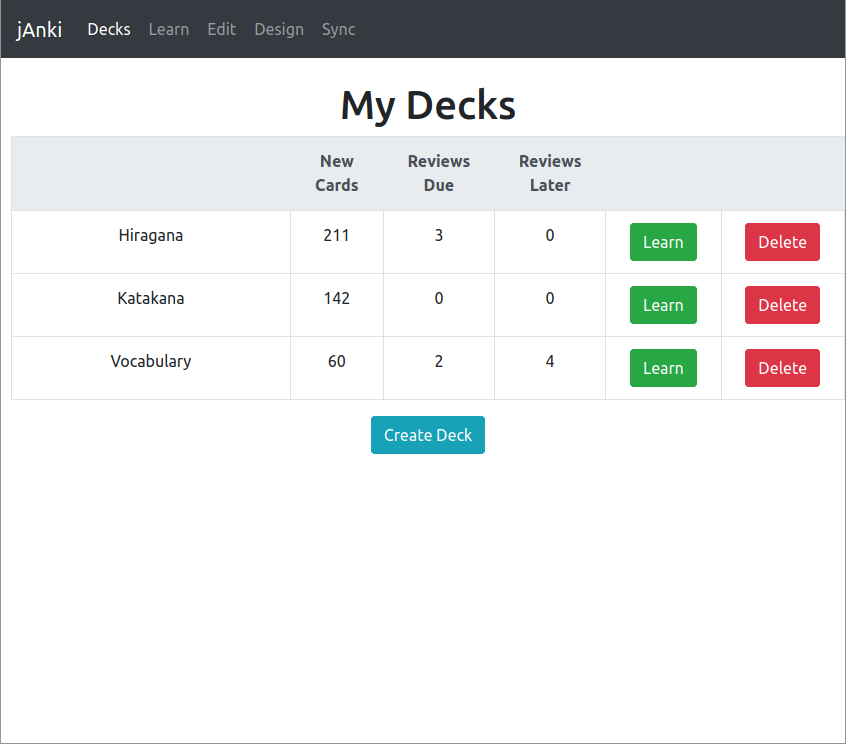 jAnki Decks Learn Edit Design Sync
My Decks
New Reviews Reviews
Cards Due Later
Hiragana 211 3 0 Learn Delete
Katakana 142 0 0 Learn Delete
Vocabulary 60 2 4 Learn Delete
Create Deck